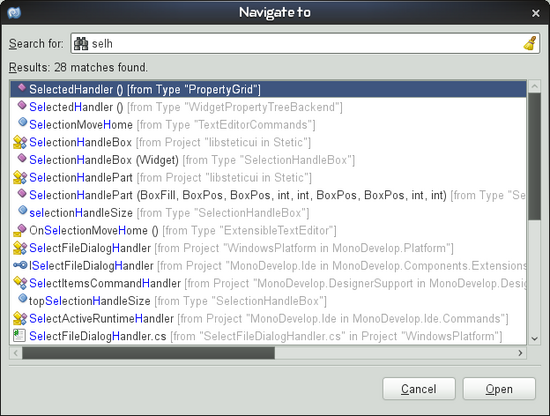 Navigate to
Search for: selh
Results: 28 matches found.
SelectedHandler () [from Type "PropertyGrid"]
SelectedHandler () [from Type "WidgetPropertyTreeBackend"]
SelectionMoveHome [from Type "TextEditorCommands"]
SelectionHandleBox [from Project "libsteticui in Stetic"]
SelectionHandleBox (Widget) [from Type "SelectionHandleBox"]
SelectionHandlePart [from Project "libsteticui in Stetic"]
SelectionHandlePart (BoxFill, BoxPos, BoxPos, int, int, BoxPos, BoxPos, int, int) [from Type "Se
selectionHandleSize [from Type "SelectionHandleBox"]
OnSelectionMoveHome () [from Type "ExtensibleTextEditor"]
SelectFileDialogHandler [from Project "WindowsPlatform in MonoDevelop.Platform"]
ISelectFileDialogHandler [from Project "MonoDevelop.Ide in MonoDevelop.Components.Extensions
SelectItemsCommandHandler [from Project "MonoDevelop.DesignerSupport in MonoDevelop.Desi
topSelectionHandleSize [from Type "SelectionHandleBox"]
SelectActiveRuntimeHandler [from Project "MonoDevelop.Ide in MonoDevelop.Ide.Commands"]
SelectFileDialogHandler.cs [from "SelectFileDialogHandler.cs" in Project "WindowsPlatform"]
Cancel Open